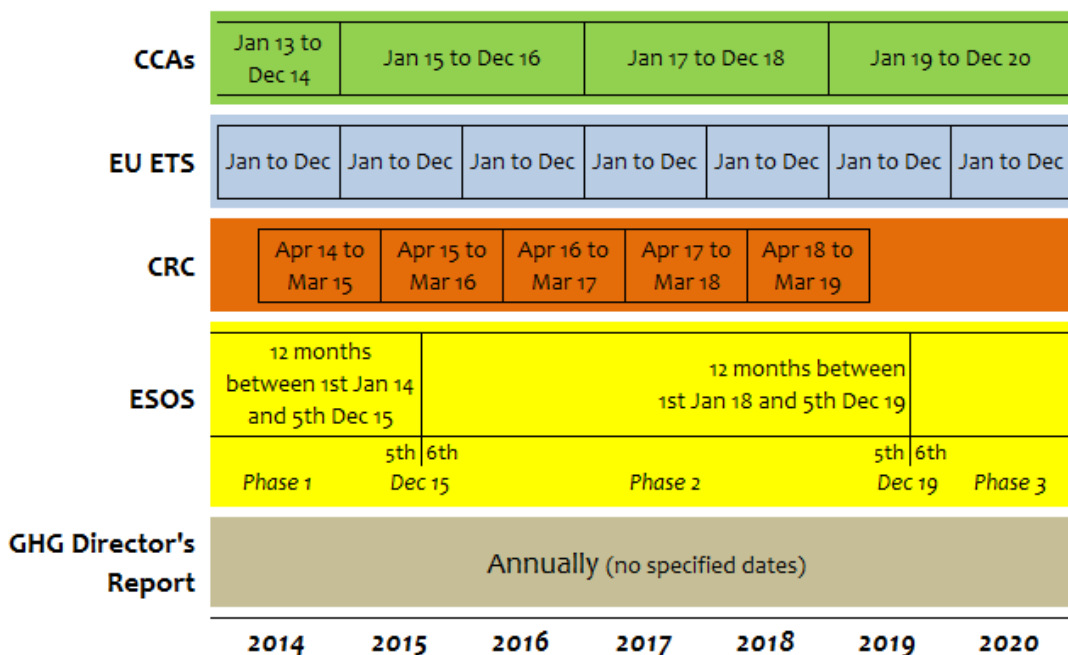 CCAs
Jan 13 to
Dec 14
Jan 15 to Dec 16
Jan 17 to Dec 18
Jan 19 to Dec 20
EU ETS
Jan to Dec
Jan to Dec
Jan to Dec
Jan to Dec
Jan to Dec
Jan to Dec
Jan to Dec
CRC
Apr 14 to
Mar 15
Apr 15 to
Mar 16
Apr 16 to
Mar 17
Apr 17 to
Mar 18
Apr 18 to
Mar 19
ESOS
12 months
between 1st Jan 14
and 5th Dec 15
12 months between
1st Jan 18 and 5th Dec 19
5th 6th
Dec 15
5th 6th
Dec 19
Phase 1
Phase 2
Phase 3
GHG Director's
Report
Annually (no specified dates)
2014 2015 2016 2017 2018 2019 2020